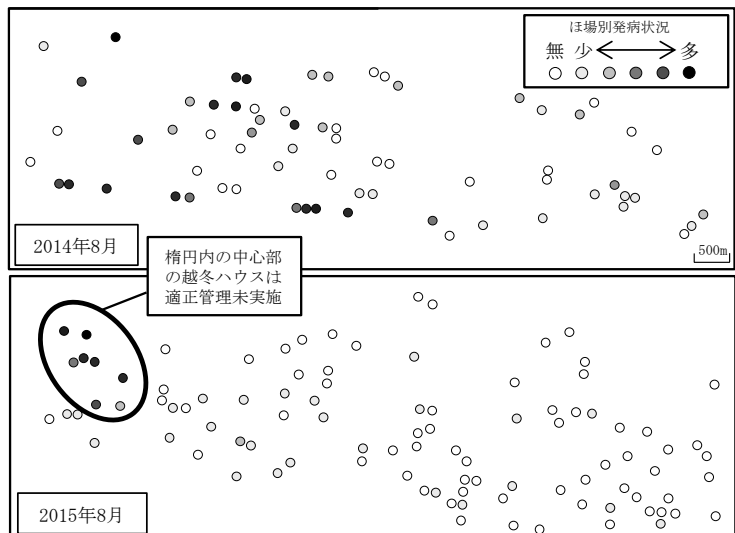 ほ場別発病状況
無 少 多
500m
2014年8月
楕円内の中心部
の越冬ハウスは
適正管理未実施
2015年8月